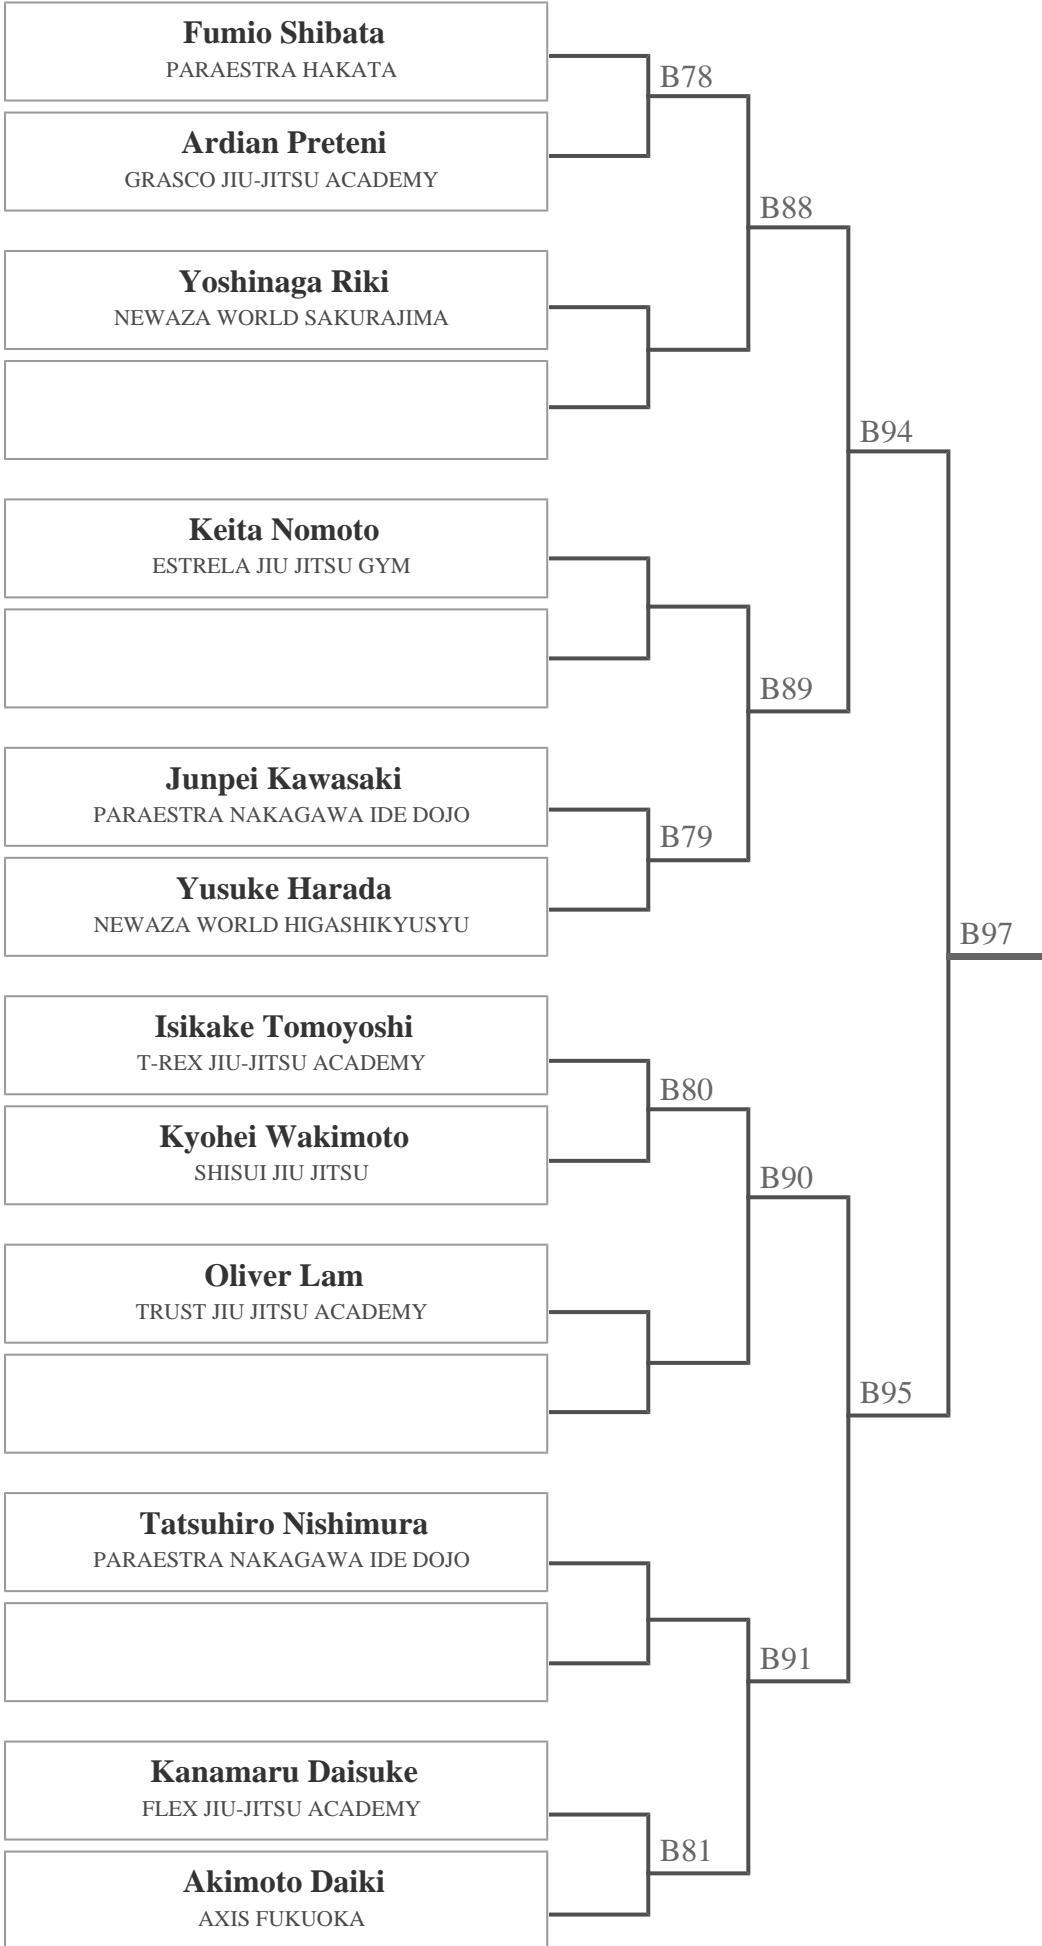 Fumio Shibata
PARAESTRA HAKATA
B78
Ardian Preteni
GRASCO JIU-JITSU ACADEMY
B88
Yoshinaga Riki
NEWAZA WORLD SAKURAJIMA
B94
Keita Nomoto
ESTRELA JIU JITSU GYM
B89
Junpei Kawasaki
PARAESTRA NAKAGAWA IDE DOJO
B79
Yusuke Harada
NEWAZA WORLD HIGASHIKYUSYU
B97
Isikake Tomoyoshi
T-REX JIU-JITSU ACADEMY
B80
Kyohei Wakimoto
SHISUI JIU JITSU
B90
Oliver Lam
TRUST JIU JITSU ACADEMY
B95
Tatsuhiro Nishimura
PARAESTRA NAKAGAWA IDE DOJO
B91
Kanamaru Daisuke
FLEX JIU-JITSU ACADEMY
B81
Akimoto Daiki
AXIS FUKUOKA